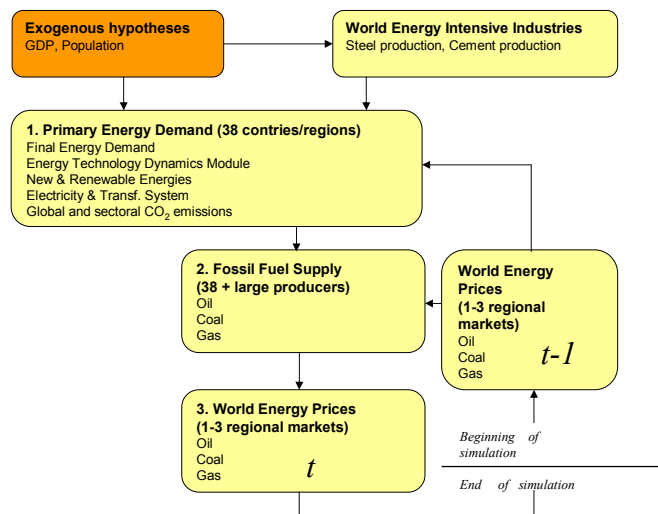 Exogenous hypotheses
GDP, Population
World Energy Intensive Industries
Steel production, Cement production
1. Primary Energy Demand (38 contries/regions)
Final Energy Demand
Energy Technology Dynamics Module
New & Renewable Energies
Electricity & Transf. System
Global and sectoral CO2 emissions
2. Fossil Fuel Supply
(38 + large producers)
Oil
Coal
Gas
World Energy
Prices
(1-3 regional
markets)
Oil
Coal
Gas
t-1
3. World Energy Prices
(1-3 regional markets)
Oil
Coal
Gas
t
Beginning of
simulation
End of simulation